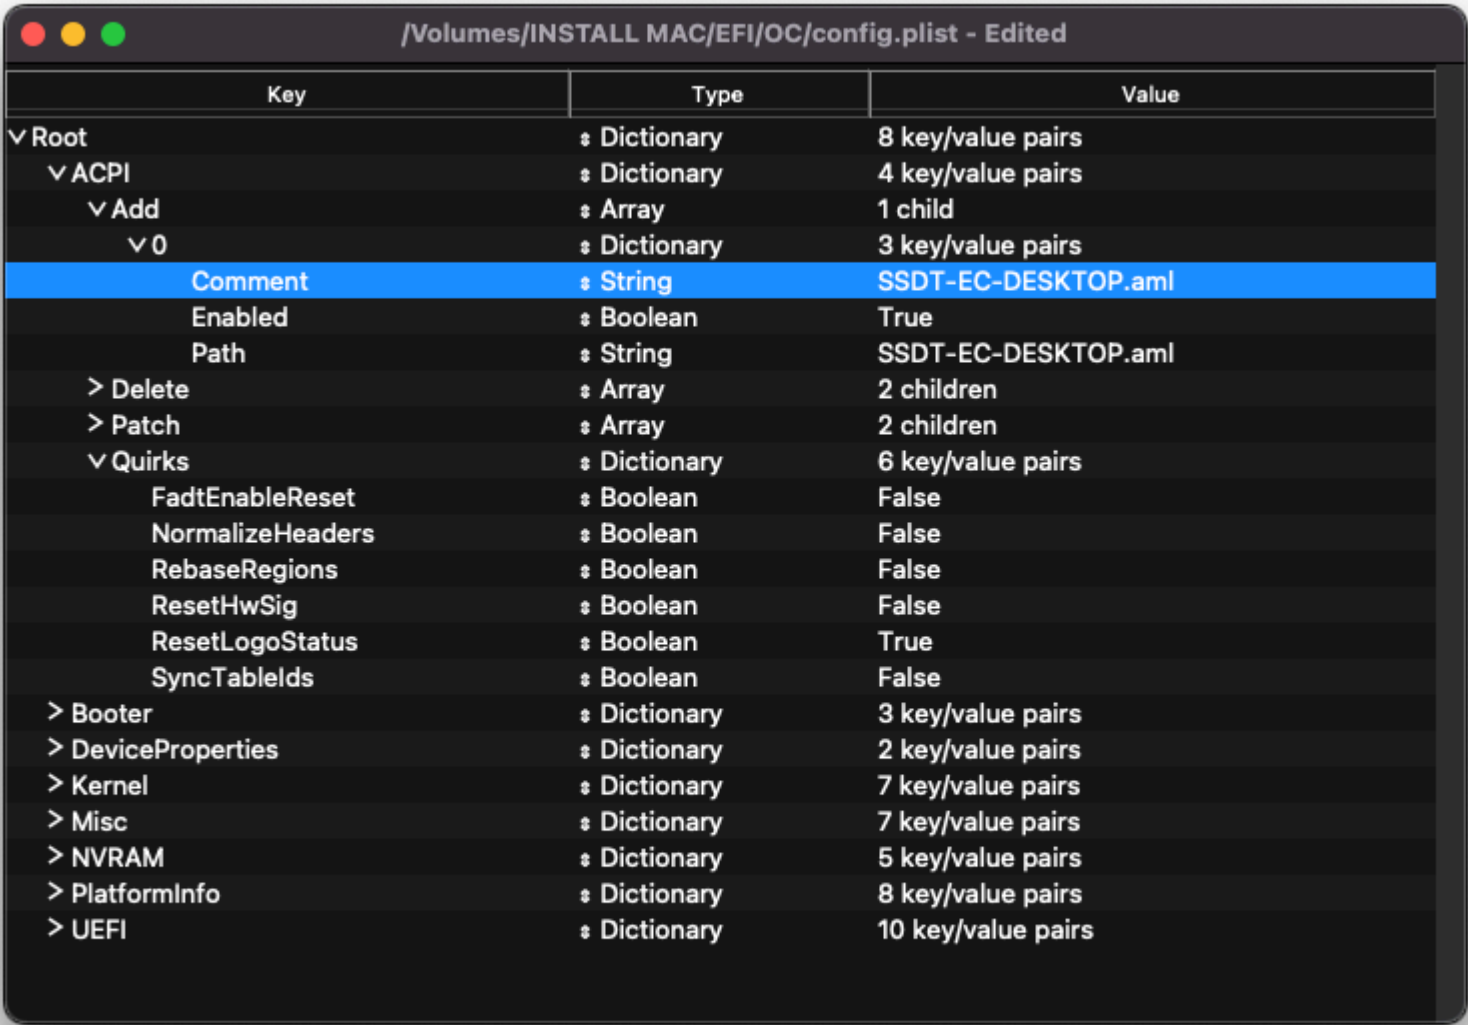 /Volumes/INSTALL MAC/EFI/OC/config.plist - Edited
Key Type Value
Root Dictionary 8 key/value pairs
ACPI Dictionary 4 key/value pairs
Add Array 1 child
0 Dictionary 3 key/value pairs
Comment String SSDT-EC-DESKTOP.aml
Enabled Boolean True
Path String SSDT-EC-DESKTOP.aml
Delete Array 2 children
Patch Array 2 children
Quirks Dictionary 6 key/value pairs
FadtEnableReset Boolean False
NormalizeHeaders Boolean False
RebaseRegions Boolean False
ResetHwSig Boolean False
ResetLogoStatus Boolean True
SyncTableIds Boolean False
Booter Dictionary 3 key/value pairs
DeviceProperties Dictionary 2 key/value pairs
Kernel Dictionary 7 key/value pairs
Misc Dictionary 7 key/value pairs
NVRAM Dictionary 5 key/value pairs
PlatformInfo Dictionary 8 key/value pairs
UEFI Dictionary 10 key/value pairs